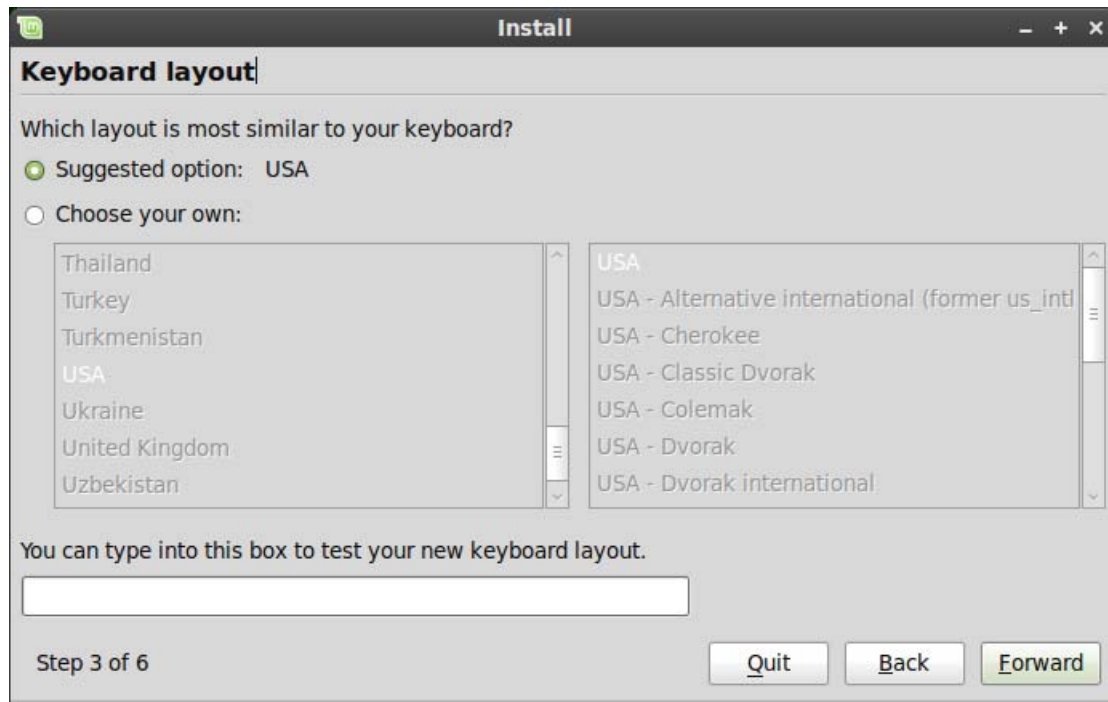 Install
Keyboard layout
Which layout is most similar to your keyboard?
Suggested option: USA
Choose your own:
Thailand
Turkey
Turkmenistan
USA
Ukraine
United Kingdom
Uzbekistan
USA
USA - Alternative international (former us_intl
USA - Cherokee
USA - Classic Dvorak
USA - Colemak
USA - Dvorak
USA - Dvorak international
You can type into this box to test your new keyboard layout.
Step 3 of 6
Quit
Back
Forward